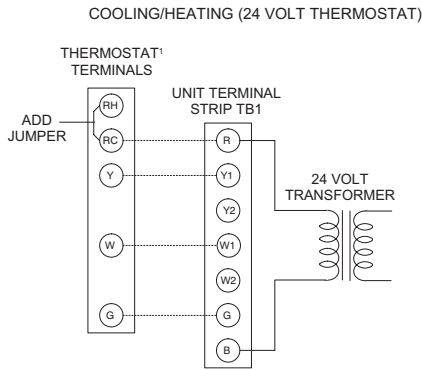 COOLING/HEATING (24 VOLT THERMOSTAT)
THERMOSTAT¹
TERMINALS
UNIT TERMINAL
STRIP TB1
RH
ADD
JUMPER
RC
R
Y
Y1
24 VOLT
TRANSFORMER
Y2
W
W1
W2
G
G
B